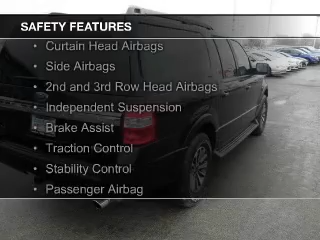 SAFETY FEATURES
• Curtain Head Airbags
• Side Airbags
• 2nd and 3rd Row Head Airbags
• Independent Suspension
• Brake Assist
• Traction Control
• Stability Control
• Passenger Airbag